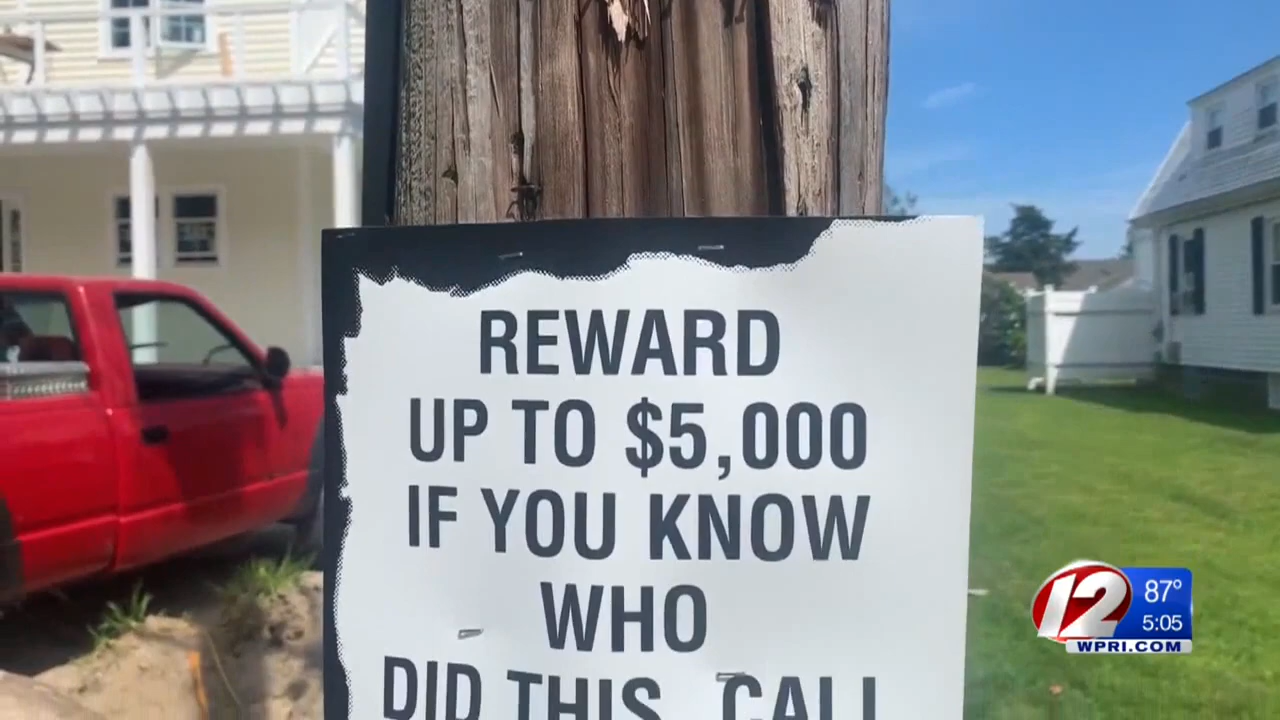 REWARD
UP TO $5,000
IF YOU KNOW
WHO
DID THIS, CALL
12
87°
5:05
WPRI.COM